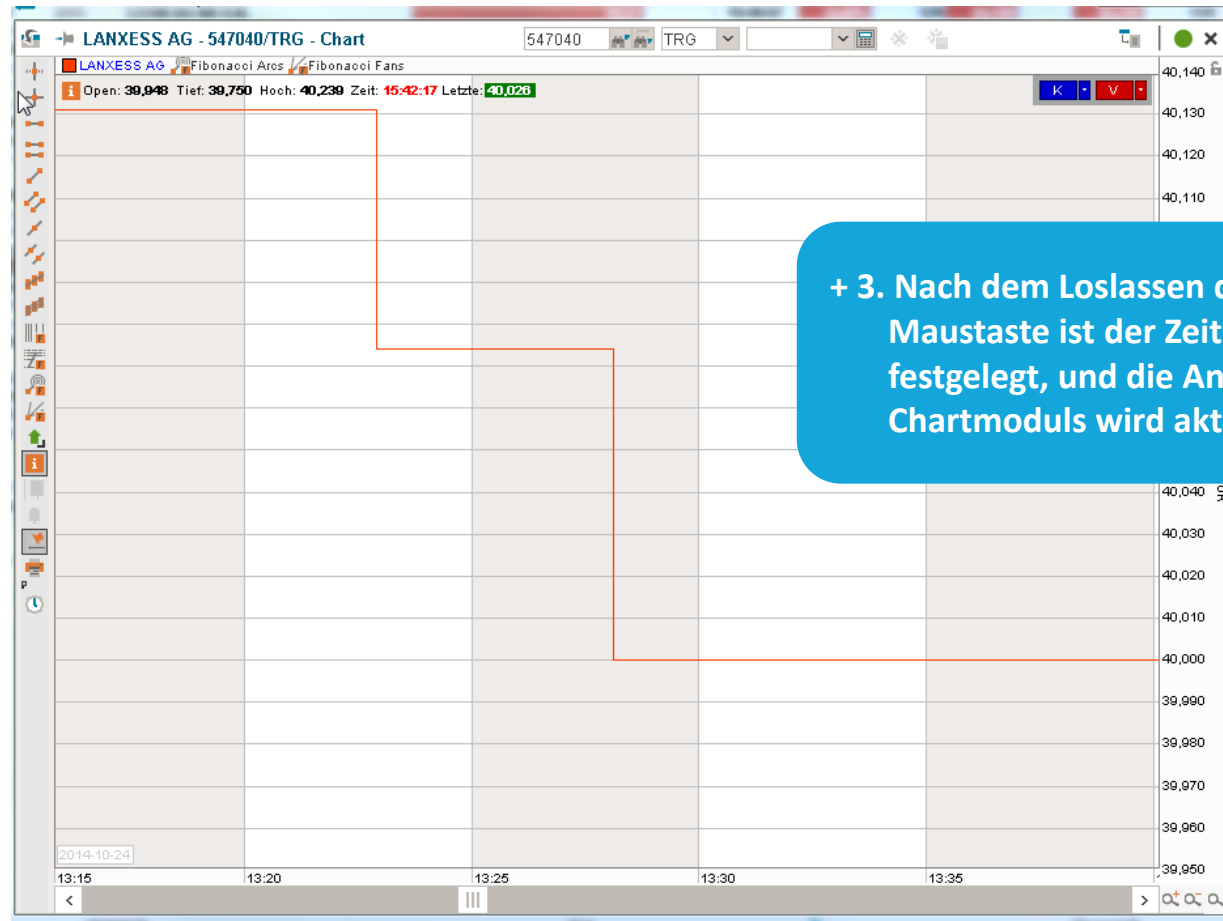 LANXESS AG - 547040/TRG - Chart
547040
TRG
LANXESS AG Fibonacci Arcs Fibonacci Fans
Open: 39,948 Tief: 39,750 Hoch: 40,239 Zeit: 15:42:17 Letzte: 40,026
K
V
40,140
40,130
40,120
40,110
+ 3. Nach dem Loslassen
Maustaste ist der Zeit
festgelegt, und die An
Chartmoduls wird akt
40,040
40,030
40,020
40,010
40,000
39,990
39,980
39,970
39,960
39,950
2014-10-24
13:15
13:20
13:25
13:30
13:35